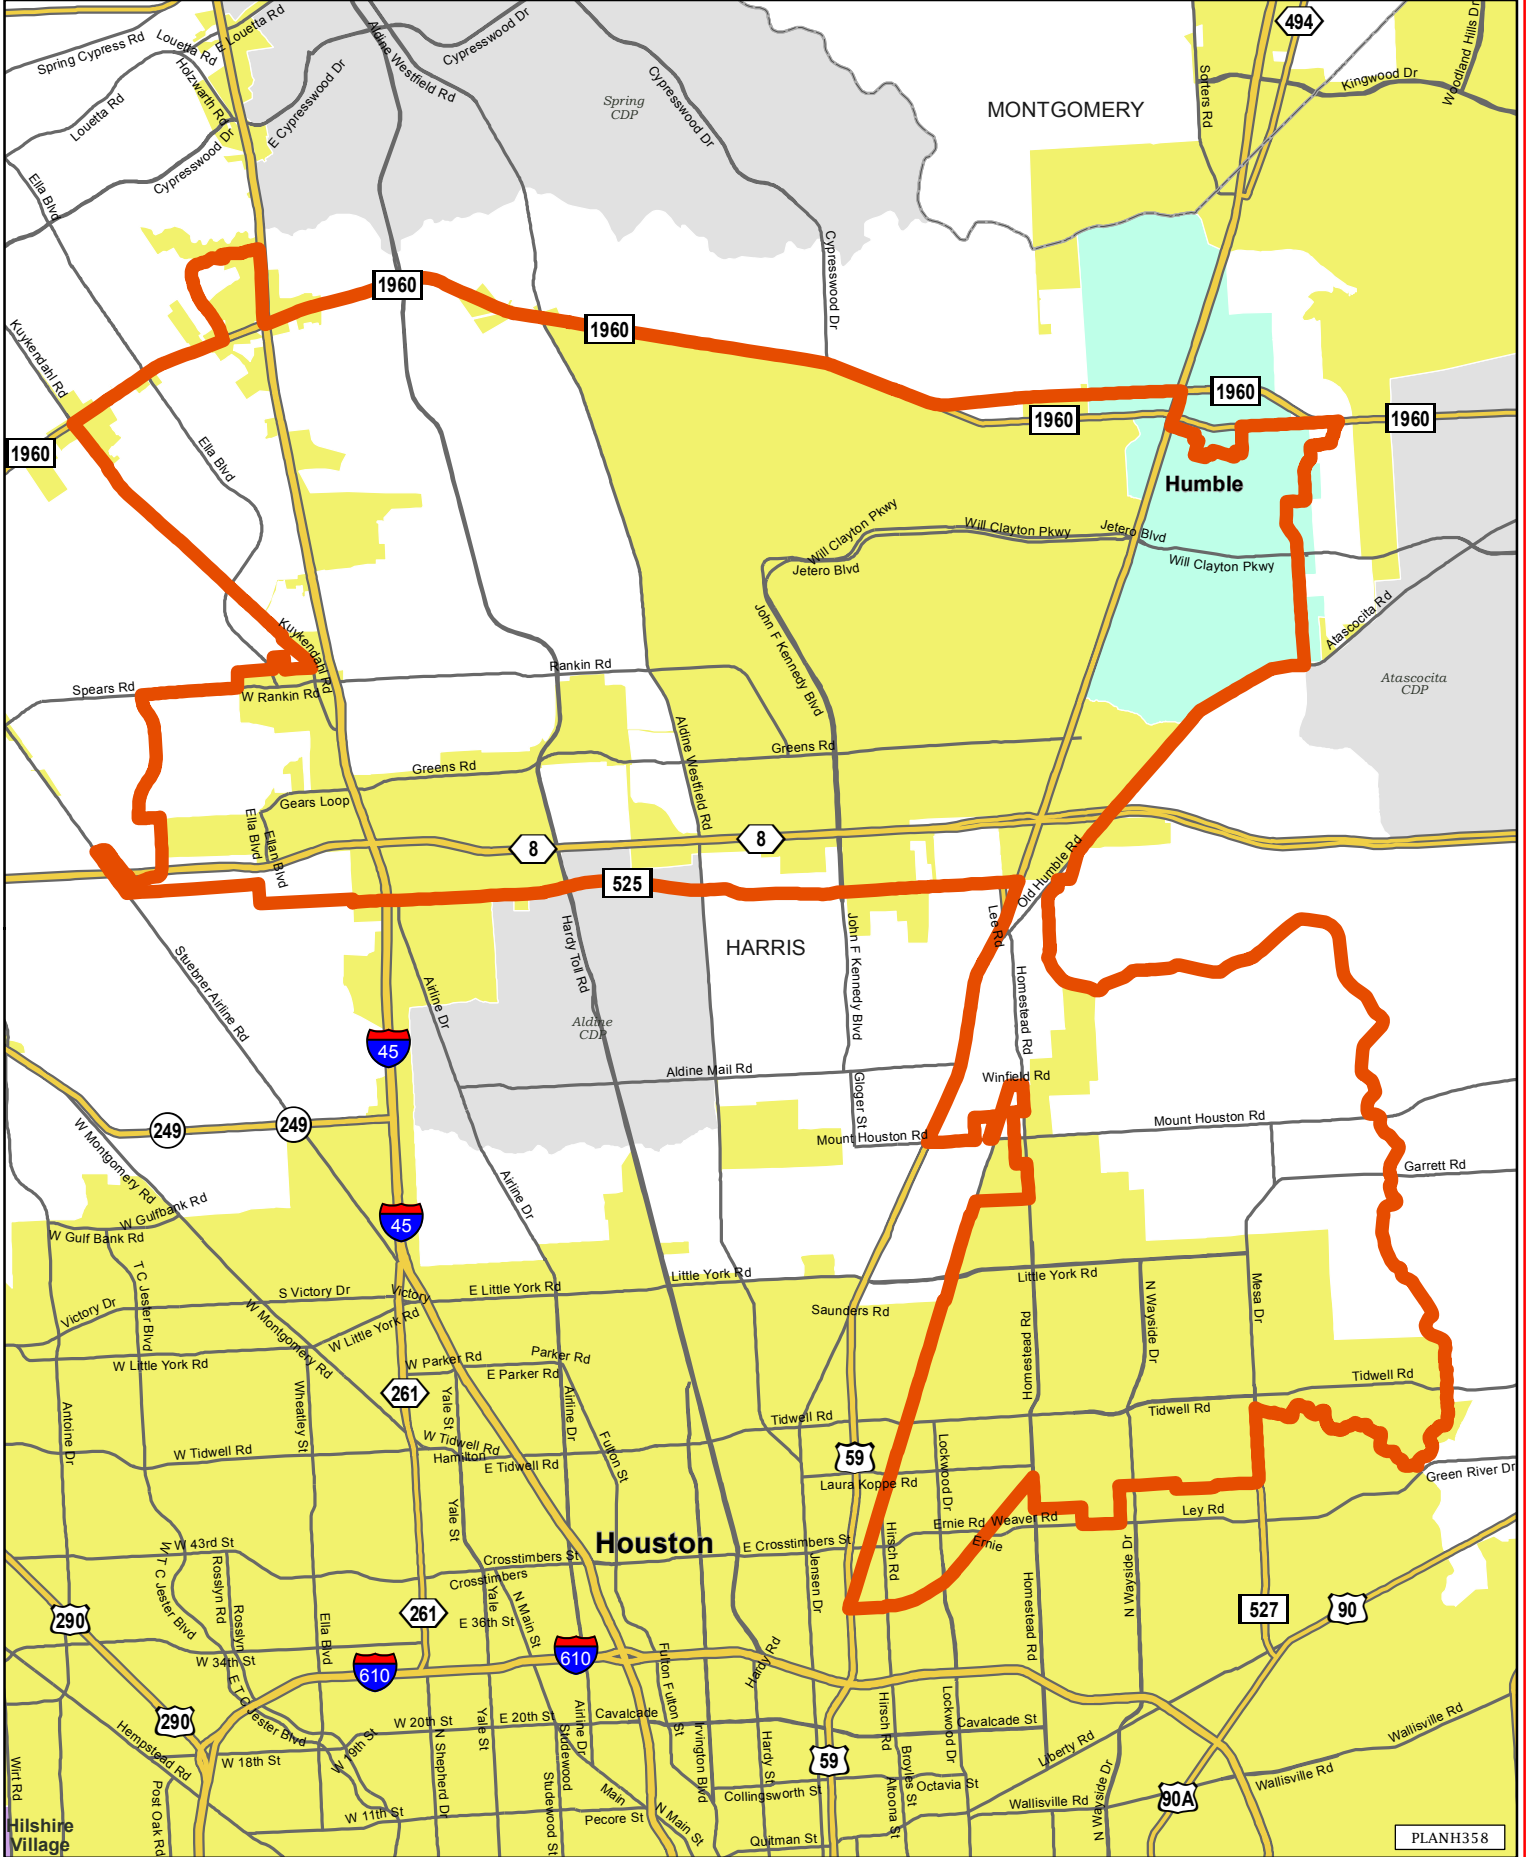 494
Spring Cypress Rd
Louetta Rd
E Louetta Rd
Holzwarth Rd
Aldine Westfield Rd
Cypresswood Dr
E Cypresswood Dr
Cypresswood Dr
Sorters Rd
Kingwood Dr
Woodland Hills Dr
Louetta Rd
Cypresswood Dr
Spring
CDP
MONTGOMERY
Ella Blvd
Cypresswood Dr
1960
1960
Kuykendahl Rd
1960
1960
1960
1960
Ella Blvd
Humble
Will Clayton Pkwy
Will Clayton Pkwy
Jetero Blvd
Jetero Blvd
Will Clayton Pkwy
John F Kennedy Blvd
Atascocita Rd
Kuykendahl Rd
Rankin Rd
Spears Rd
W Rankin Rd
Atascocita
CDP
Aldine Westfield Rd
Greens Rd
Greens Rd
Gears Loop
Ella Blvd
Ellan Blvd
8
8
Old Humble Rd
525
Lee Rd
Hardy Toll Rd
John F Kennedy Blvd
HARRIS
Stuebner Airline Rd
Airline Dr
Homestead Rd
Aldine
CDP
45
Aldine Mail Rd
Winfield Rd
Gloger St
249
249
Mount Houston Rd
Mount Houston Rd
W Montgomery Rd
Garrett Rd
Airline Dr
W Gulfbank Rd
W Gulf Bank Rd
45
T C Jester Blvd
Little York Rd
Little York Rd
S Victory Dr
Victory
E Little York Rd
Victory Dr
W Montgomery Rd
W Little York Rd
Saunders Rd
Homestead Rd
N Wayside Dr
Mesa Dr
W Little York Rd
W Parker Rd
Parker Rd
E Parker Rd
261
Tidwell Rd
Tidwell Rd
Tidwell Rd
Antoine Dr
Wheatley St
Yale St
Airline Dr
Fulton St
W Tidwell Rd
W Tidwell Rd
Hamilton
E Tidwell Rd
59
Lockwood Dr
Laura Koppe Rd
Green River Dr
Yale St
Ley Rd
Ernie Rd
Weaver Rd
Ernie
Houston
E Crosstimbers St
Hirsch Rd
W 43rd St
Crosstimbers St
Crosstimbers
W T C Jester Blvd
Rosslyn Rd
Rosslyn
Jensen Dr
N Wayside Dr
Homestead Rd
290
Ella Blvd
261
Yale
N Main St
E 36th St
527
90
W 34th St
610
610
Fulton
Fulton St
Hardy Rd
E T C Jester Blvd
290
Hempstead Rd
W 20th St
E 20th St
Cavalcade
Cavalcade St
Yale St
Studewood
Airline Dr
Irvington Blvd
Hardy St
Hirsch Rd
Lockwood Dr
Liberty Rd
Wallisville Rd
W 18th St
W 19th St
N Shepherd Dr
59
Broyles St
Altoona St
Octavia St
Collingsworth St
Wallisville Rd
Wallisville Rd
90A
N Wayside Dr
N Wayside
Wirt Rd
Post Oak Rd
W 11th St
Studewood St
Main
N Main St
Pecore St
Quitman St
Hilshire
Village
PLANH358